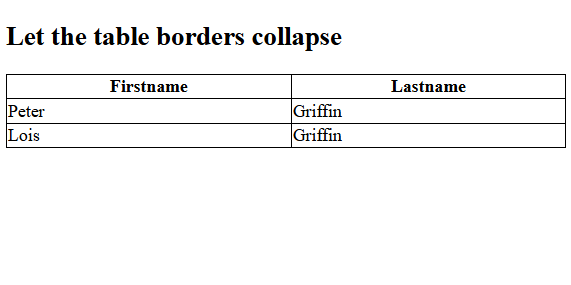 Let the table borders collapse
Firstname Lastname
Peter Griffin
Lois Griffin